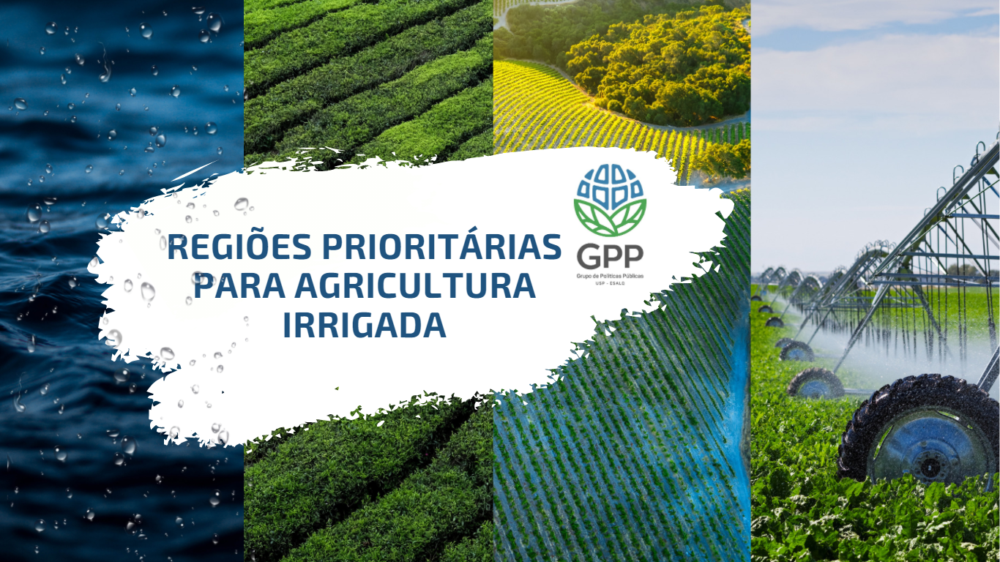 REGIÕES PRIORITÁRIAS
PARA AGRICULTURA
IRRIGADA
GPP
Grupo de Políticas Públicas
USP - ESALQ